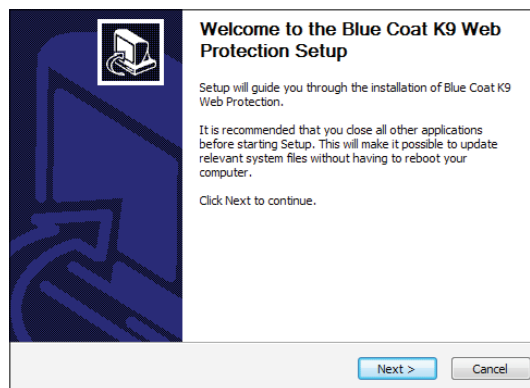 Welcome to the Blue Coat K9 Web
Protection Setup
Setup will guide you through the installation of Blue Coat K9
Web Protection.
It is recommended that you close all other applications
before starting Setup. This will make it possible to update
relevant system files without having to reboot your
computer.
Click Next to continue.
Next >
Cancel